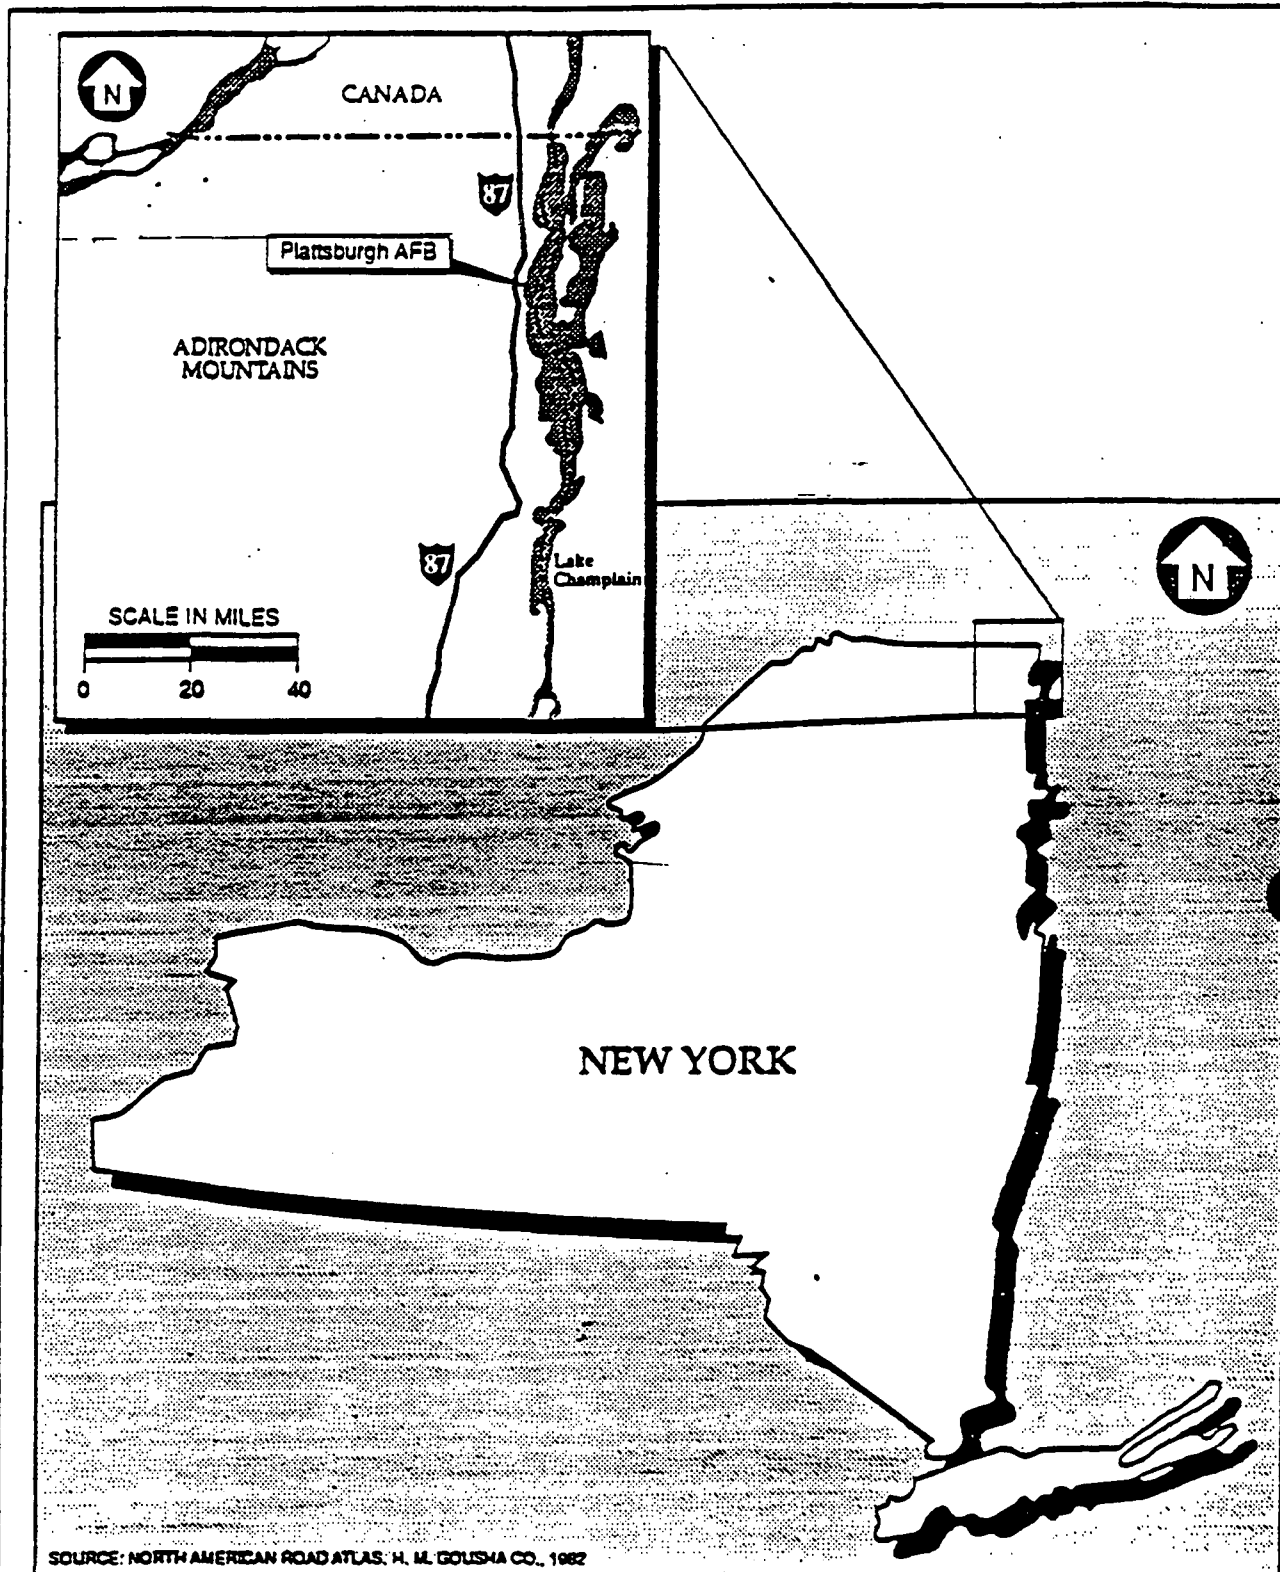 N
CANADA
87
Plattsburgh AFB
ADIRONDACK
MOUNTAINS
87
Lake
Champlain
SCALE IN MILES
0 20 40
N
NEW YORK
SOURCE: NORTH AMERICAN ROAD ATLAS, H. M. GOUSHA CO., 1982